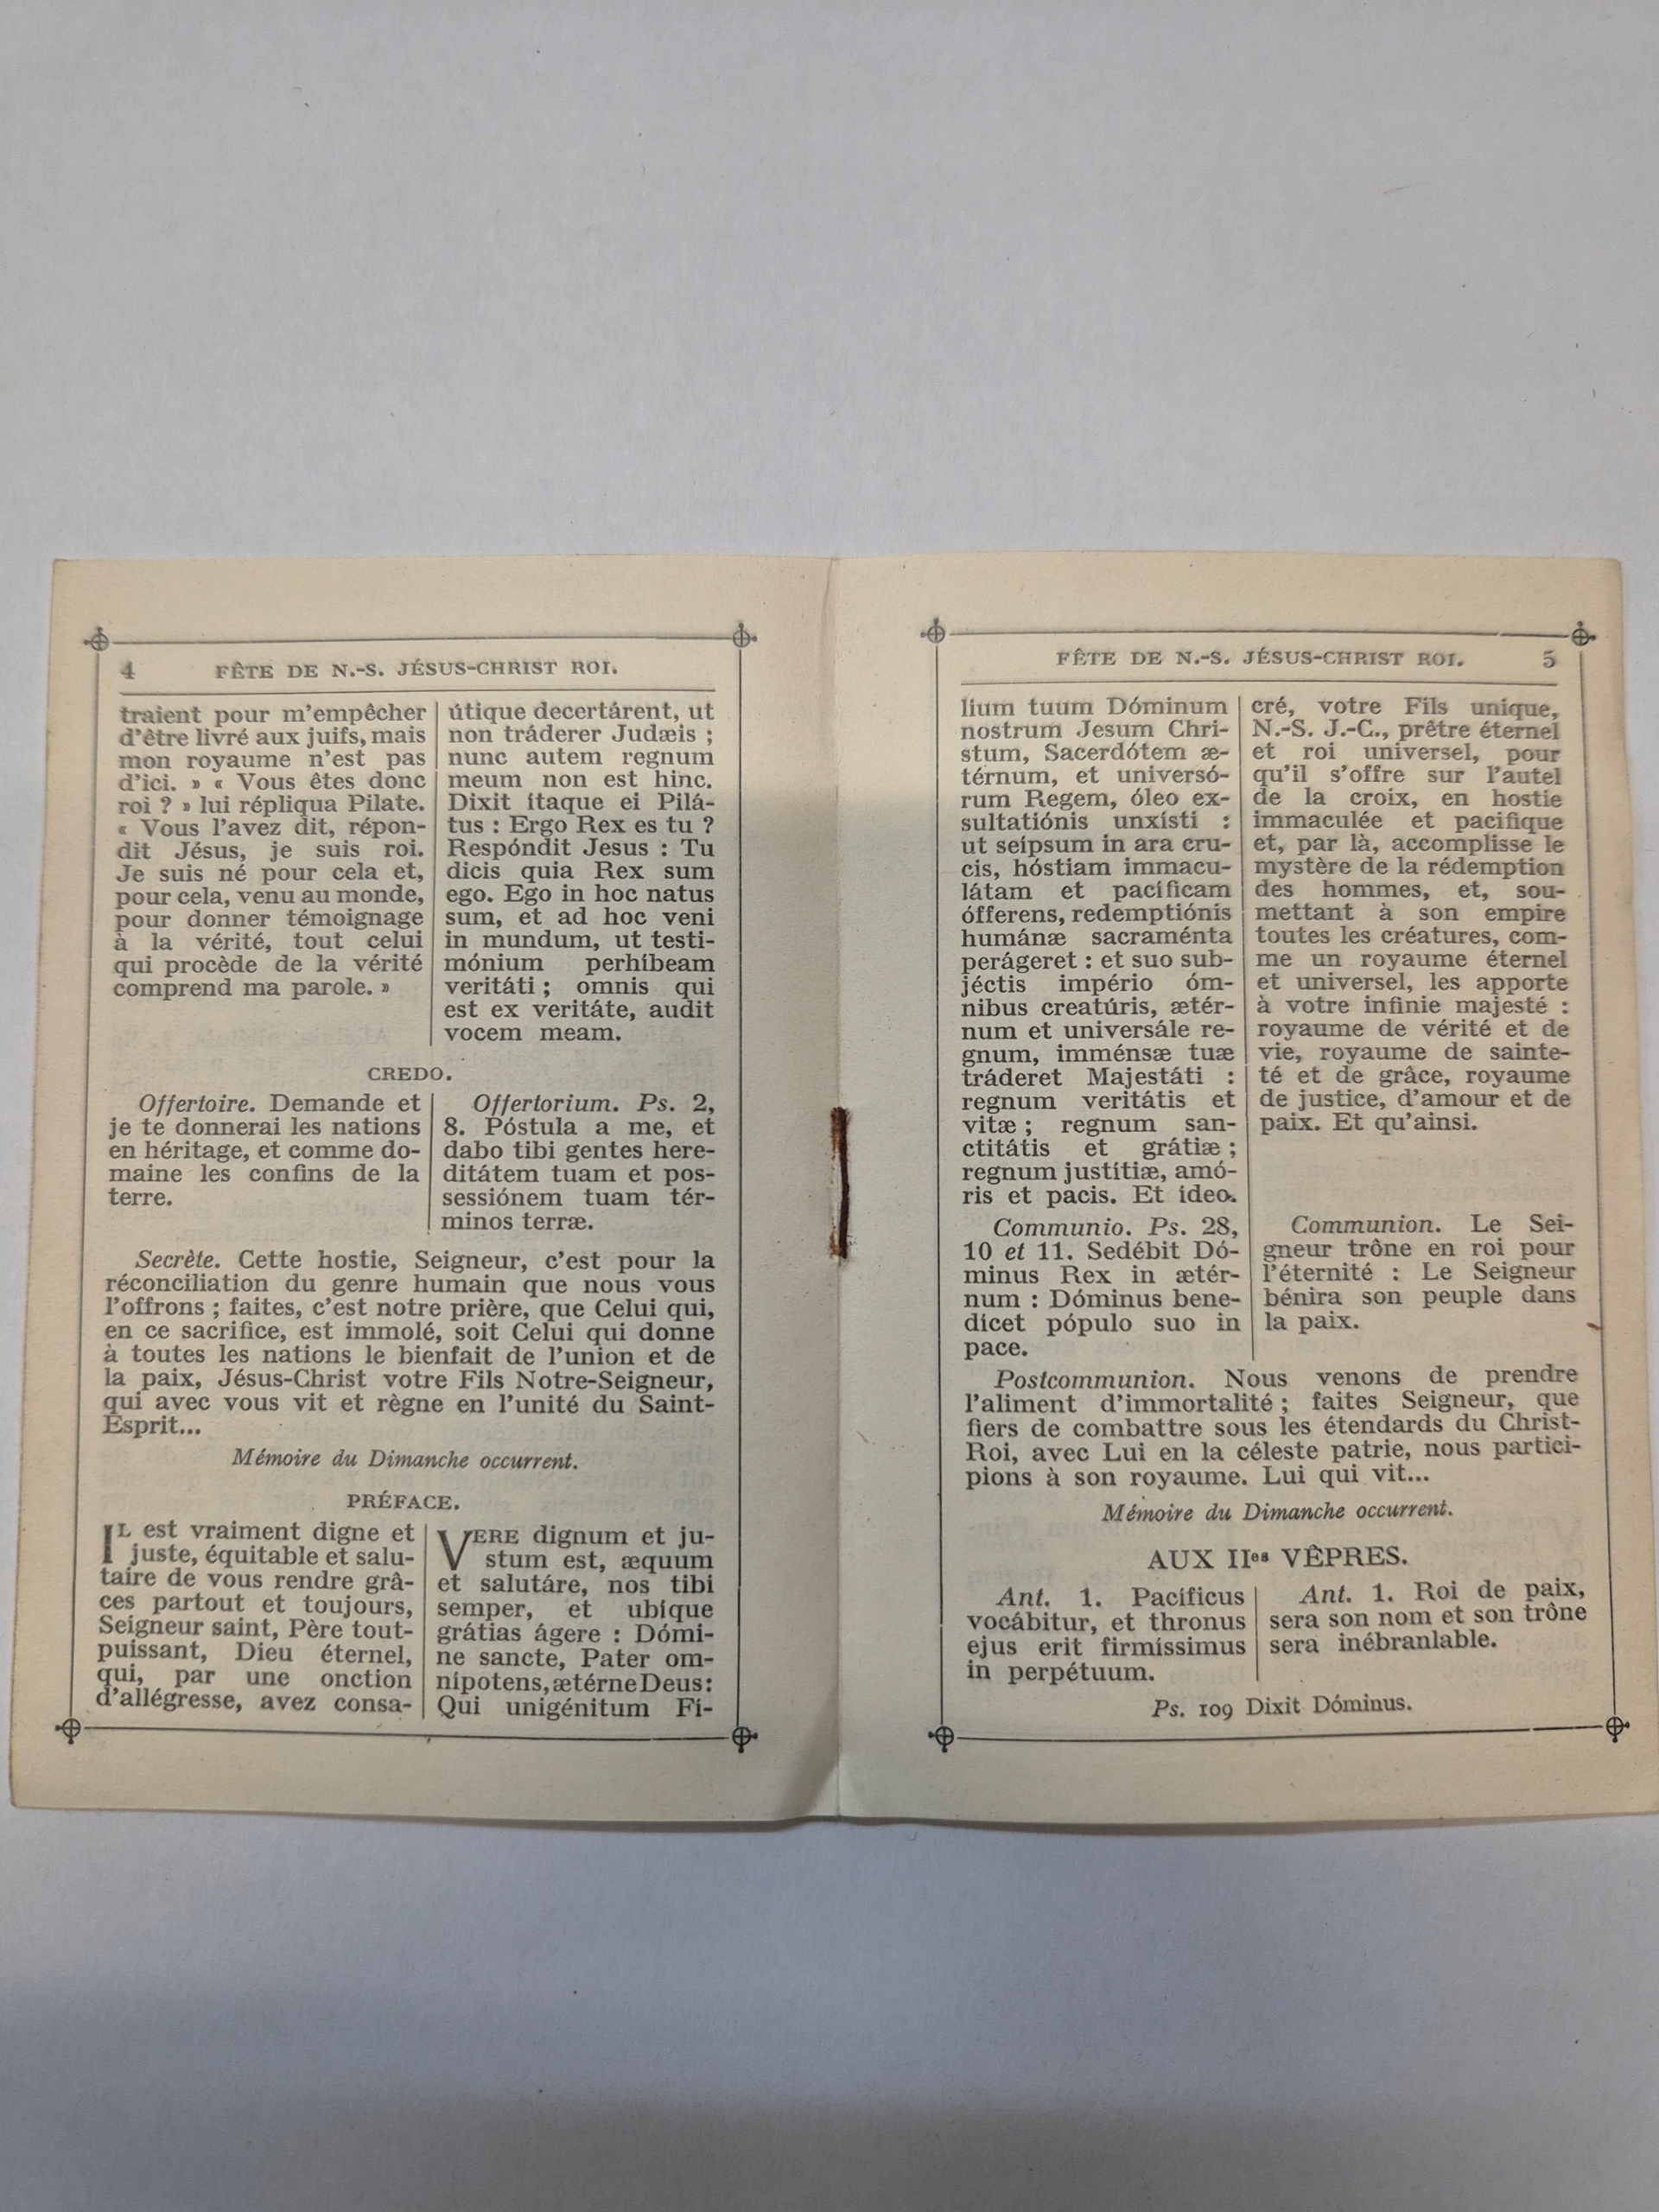 4 FÊTE DE N.-S. JÉSUS-CHRIST ROI.
traient pour m'empêcher
d'être livré aux juifs, mais
mon royaume n'est pas
d'ici. » « Vous êtes donc
roi ? » lui répliqua Pilate.
« Vous l'avez dit, répon-
dit Jésus, je suis roi.
Je suis né pour cela et,
pour cela, venu au monde,
pour donner témoignage
à la vérité, tout celui
qui procède de la vérité
comprend ma parole. »
útique decertárent, ut
non tráderer Judæis ;
nunc autem regnum
meum non est hinc.
Dixit ítaque ei Pilá-
tus : Ergo Rex es tu ?
Respóndit Jesus : Tu
dicis quia Rex sum
ego. Ego in hoc natus
sum, et ad hoc veni
in mundum, ut testi-
mónium perhíbeam
veritáti ; omnis qui
est ex veritáte, audit
vocem meam.
CREDO.
Offertoire. Demande et
je te donnerai les nations
en héritage, et comme do-
maine les confins de la
terre.
Offertorium. Ps. 2,
8. Póstula a me, et
dabo tibi gentes here-
ditátem tuam et pos-
sessiónem tuam tér-
minos terræ.
Secrète. Cette hostie, Seigneur, c'est pour la
réconciliation du genre humain que nous vous
l'offrons ; faites, c'est notre prière, que Celui qui,
en ce sacrifice, est immolé, soit Celui qui donne
à toutes les nations le bienfait de l'union et de
la paix, Jésus-Christ votre Fils Notre-Seigneur,
qui avec vous vit et règne en l'unité du Saint-
Esprit...
Mémoire du Dimanche occurrent.
PRÉFACE.
IL est vraiment digne et
juste, équitable et salu-
taire de vous rendre grâ-
ces partout et toujours,
Seigneur saint, Père tout-
puissant, Dieu éternel,
qui, par une onction
d'allégresse, avez consa-
VERE dignum et ju-
stum est, æquum
et salutáre, nos tibi
semper, et ubique
grátias ágere : Dómi-
ne sancte, Pater om-
nípotens, ætérne Deus:
Qui unigénitum Fí-
FÊTE DE N.-S. JÉSUS-CHRIST ROI. 5
lium tuum Dóminum
nostrum Jesum Chri-
stum, Sacerdótem æ-
térnum, et universó-
rum Regem, óleo ex-
sultatiónis unxísti :
ut seípsum in ara cru-
cis, hóstiam immacu-
látam et pacíficam
ófferens, redemptiónis
humánæ sacraménta
perágeret : et suo sub-
jéctis império óm-
nibus creatúris, ætér-
num et universále re-
gnum, imménsæ tuæ
tráderet Majestáti :
regnum veritátis et
vitæ ; regnum san-
ctitátis et grátiæ ;
regnum justítiæ, amó-
ris et pacis. Et ídeo.
cré, votre Fils unique,
N.-S. J.-C., prêtre éternel
et roi universel, pour
qu'il s'offre sur l'autel
de la croix, en hostie
immaculée et pacifique
et, par là, accomplisse le
mystère de la rédemption
des hommes, et, sou-
mettant à son empire
toutes les créatures, com-
me un royaume éternel
et universel, les apporte
à votre infinie majesté :
royaume de vérité et de
vie, royaume de sainte-
té et de grâce, royaume
de justice, d'amour et de
paix. Et qu'ainsi.
Communio. Ps. 28,
10 et 11. Sedébit Dó-
minus Rex in ætér-
num : Dóminus bene-
dícet pópulo suo in
pace.
Communion. Le Sei-
gneur trône en roi pour
l'éternité : Le Seigneur
bénira son peuple dans
la paix.
Postcommunion. Nous venons de prendre
l'aliment d'immortalité ; faites Seigneur, que
fiers de combattre sous les étendards du Christ-
Roi, avec Lui en la céleste patrie, nous partici-
pions à son royaume. Lui qui vit...
Mémoire du Dimanche occurrent.
AUX IIes VÊPRES.
Ant. 1. Pacíficus
vocábitur, et thronus
ejus erit firmíssimus
in perpétuum.
Ant. 1. Roi de paix,
sera son nom et son trône
sera inébranlable.
Ps. 109 Dixit Dóminus.